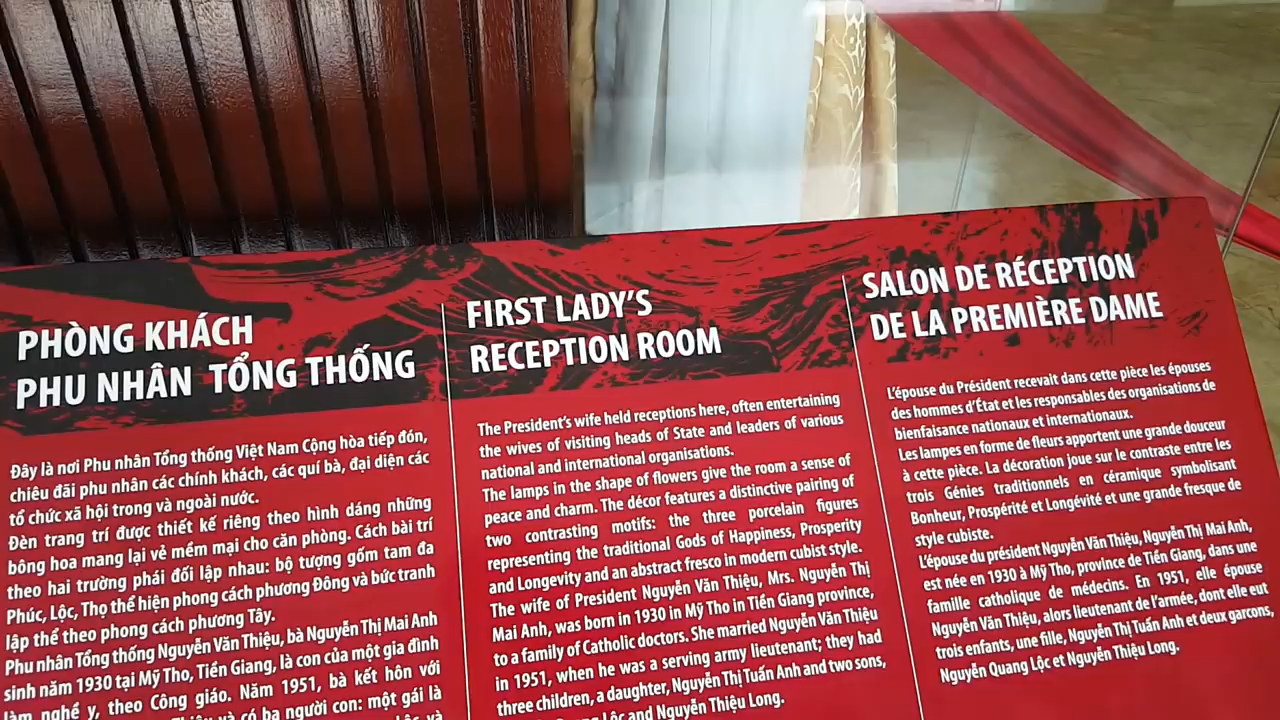 PHÒNG KHÁCH
PHU NHÂN TỔNG THỐNG
Đây là nơi Phu nhân Tổng thống Việt Nam Cộng hòa tiếp đón,
chiêu đãi phu nhân các chính khách, các quí bà, đại diện các
tổ chức xã hội trong và ngoài nước.
Đèn trang trí được thiết kế riêng theo hình dáng những
bông hoa mang lại vẻ mềm mại cho căn phòng. Cách bài trí
theo hai trường phái đối lập nhau: bộ tượng gốm tam đa
Phúc, Lộc, Thọ thể hiện phong cách phương Đông và bức tranh
lập thể theo phong cách phương Tây.
Phu nhân Tổng thống Nguyễn Văn Thiệu, bà Nguyễn Thị Mai Anh
sinh năm 1930 tại Mỹ Tho, Tiền Giang, là con của một gia đình
làm nghề y, theo Công giáo. Năm 1951, bà kết hôn với
Thiệu và có ba người con: một gái là
FIRST LADY'S
RECEPTION ROOM
The President's wife held receptions here, often entertaining
the wives of visiting heads of State and leaders of various
national and international organisations.
The lamps in the shape of flowers give the room a sense of
peace and charm. The décor features a distinctive pairing of
two contrasting motifs: the three porcelain figures
representing the traditional Gods of Happiness, Prosperity
and Longevity and an abstract fresco in modern cubist style.
The wife of President Nguyễn Văn Thiệu, Mrs. Nguyễn Thị
Mai Anh, was born in 1930 in Mỹ Tho in Tiền Giang province,
to a family of Catholic doctors. She married Nguyễn Văn Thiệu
in 1951, when he was a serving army lieutenant; they had
three children, a daughter, Nguyễn Thị Tuấn Anh and two sons,
Lộc and Nguyễn Thiệu Long.
SALON DE RÉCEPTION
DE LA PREMIÈRE DAME
L'épouse du Président recevait dans cette pièce les épouses
des hommes d'État et les responsables des organisations de
bienfaisance nationaux et internationaux.
Les lampes en forme de fleurs apportent une grande douceur
à cette pièce. La décoration joue sur le contraste entre les
trois Génies traditionnels en céramique symbolisant
Bonheur, Prospérité et Longévité et une grande fresque de
style cubiste.
L'épouse du président Nguyễn Văn Thiệu, Nguyễn Thị Mai Anh,
est née en 1930 à Mỹ Tho, province de Tiền Giang, dans une
famille catholique de médecins. En 1951, elle épouse
Nguyễn Văn Thiệu, alors lieutenant de l'armée, dont elle eut
trois enfants, une fille, Nguyễn Thị Tuấn Anh et deux garçons,
Nguyễn Quang Lộc et Nguyễn Thiệu Long.